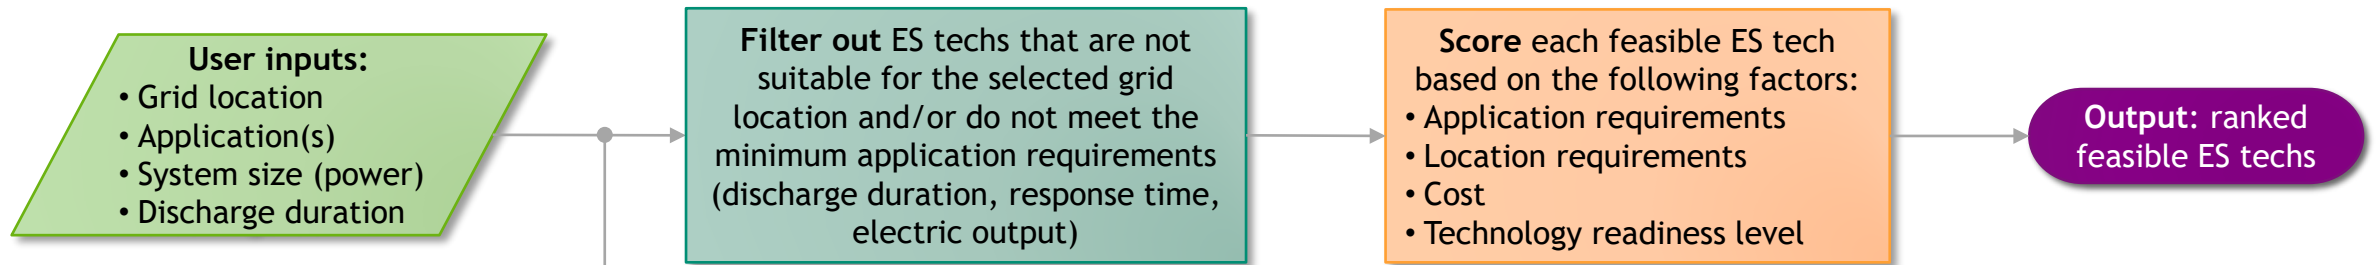 User inputs:
• Grid location
• Application(s)
• System size (power)
• Discharge duration
Filter out ES techs that are not
suitable for the selected grid
location and/or do not meet the
minimum application requirements
(discharge duration, response time,
electric output)
Score each feasible ES tech
based on the following factors:
• Application requirements
• Location requirements
• Cost
• Technology readiness level
Output: ranked
feasible ES techs